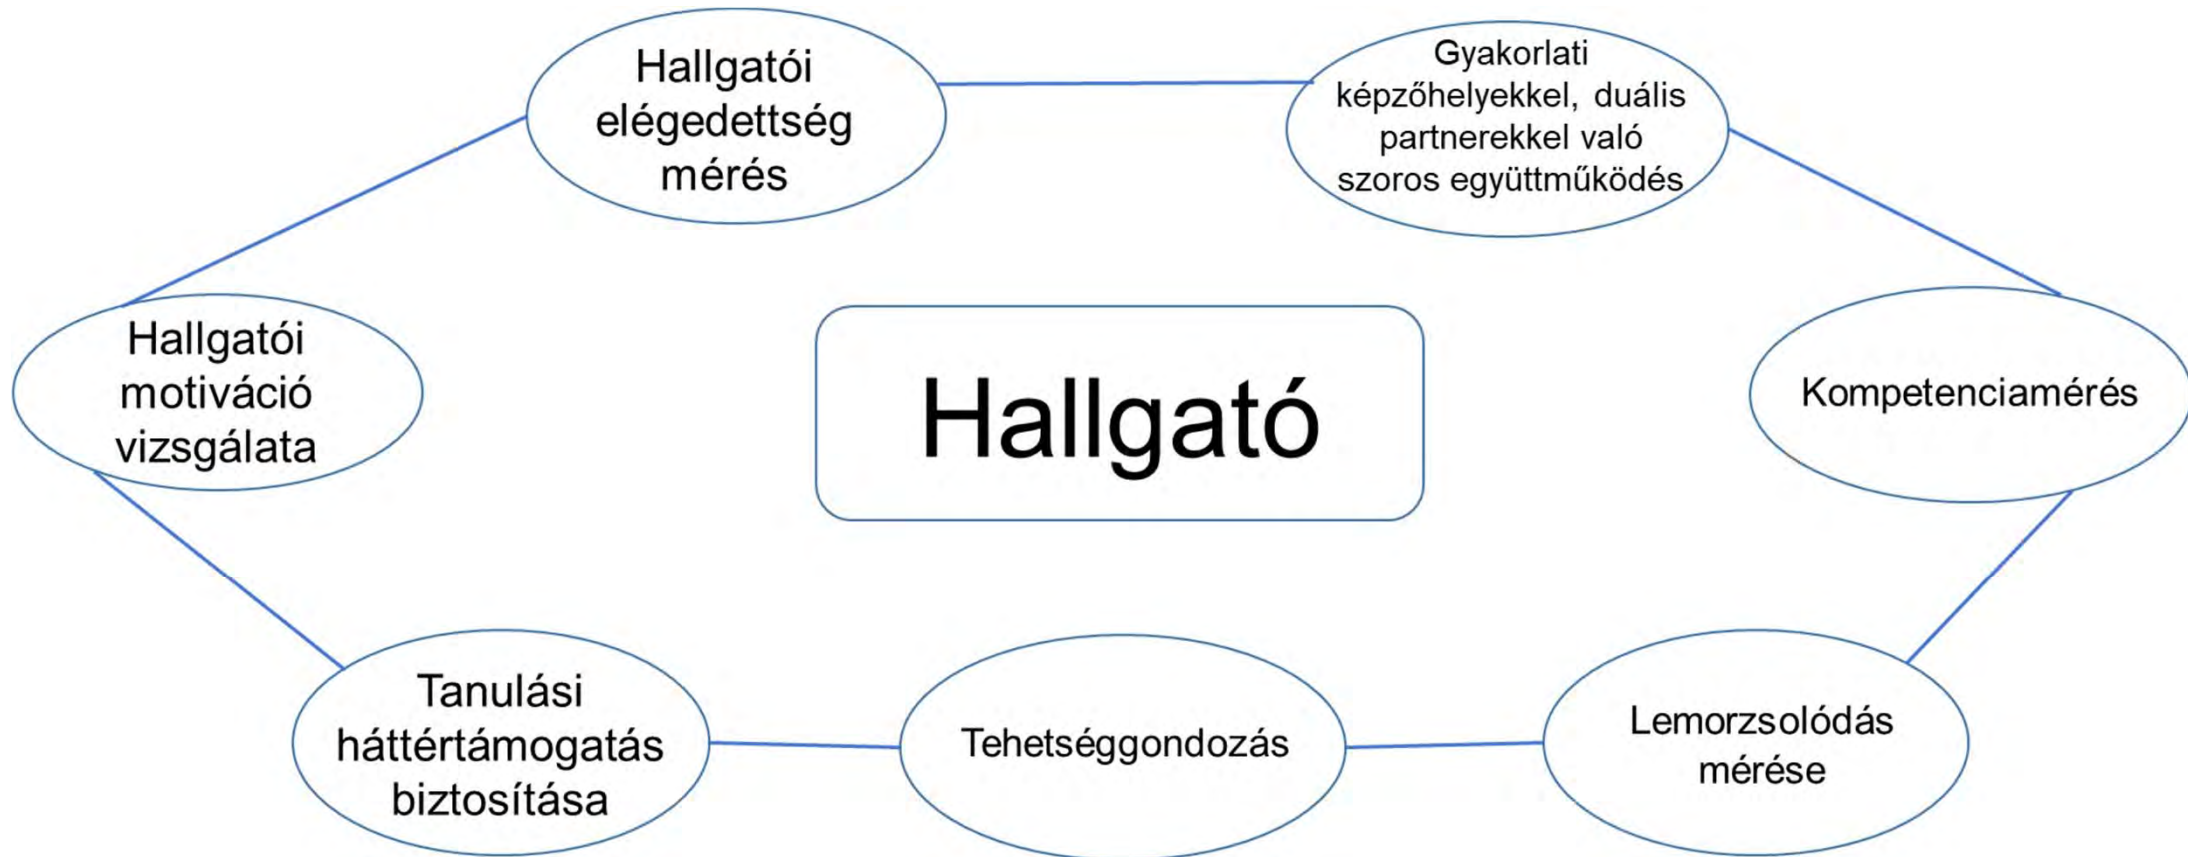 Hallgatói
elégedettség
mérés
Gyakorlati
képzőhelyekkel, duális
partnerekkel való
szoros együttműködés
Hallgatói
motiváció
vizsgálata
Hallgató
Kompetenciamérés
Tanulási
háttértámogatás
biztosítása
Tehetséggondozás
Lemorzsolódás
mérése